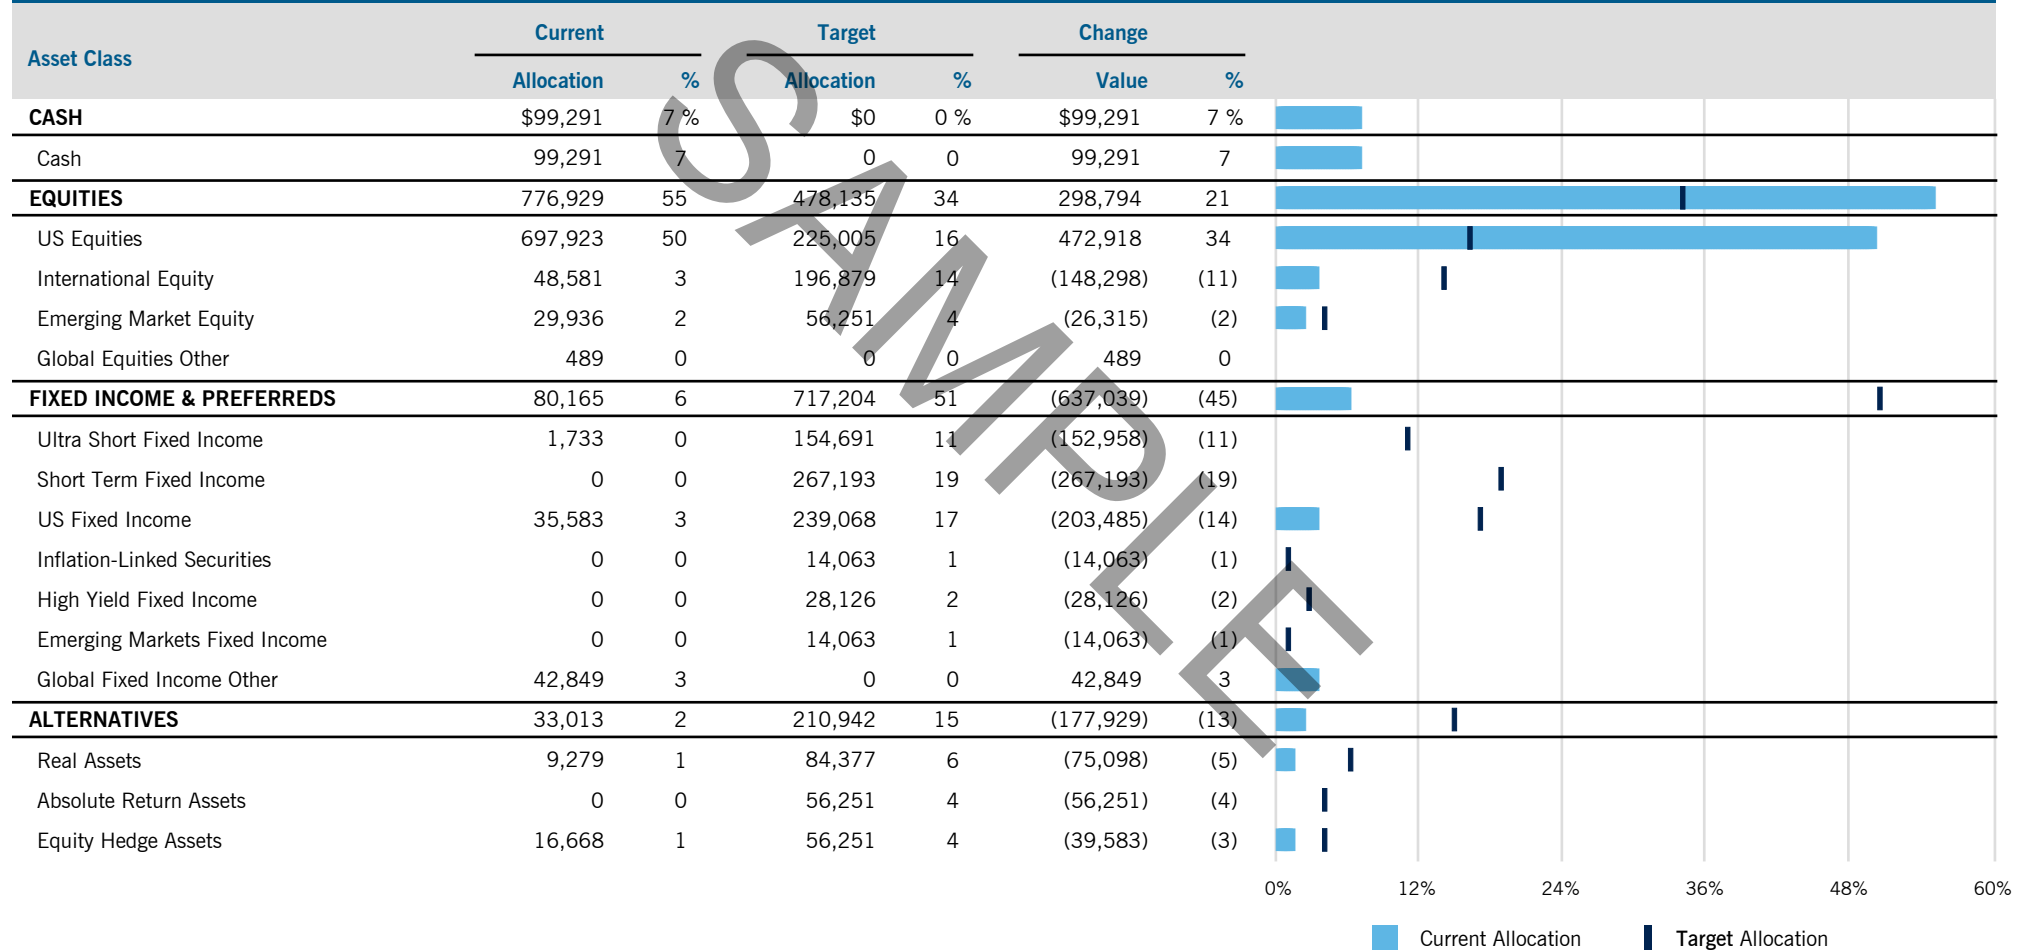 Current Target Change
Asset Class
Allocation % Allocation % Value %
CASH $99,291 7 % $0 0 % $99,291 7 %
Cash 99,291 7 0 0 99,291 7
EQUITIES 776,929 55 478,135 34 298,794 21
US Equities 697,923 50 225,005 16 472,918 34
International Equity 48,581 3 196,879 14 (148,298) (11)
Emerging Market Equity 29,936 2 56,251 4 (26,315) (2)
Global Equities Other 489 0 0 0 489 0
FIXED INCOME & PREFERREDS 80,165 6 717,204 51 (637,039) (45)
Ultra Short Fixed Income 1,733 0 154,691 11 (152,958) (11)
Short Term Fixed Income 0 0 267,193 19 (267,193) (19)
US Fixed Income 35,583 3 239,068 17 (203,485) (14)
Inflation-Linked Securities 0 0 14,063 1 (14,063) (1)
High Yield Fixed Income 0 0 28,126 2 (28,126) (2)
Emerging Markets Fixed Income 0 0 14,063 1 (14,063) (1)
Global Fixed Income Other 42,849 3 0 0 42,849 3
ALTERNATIVES 33,013 2 210,942 15 (177,929) (13)
Real Assets 9,279 1 84,377 6 (75,098) (5)
Absolute Return Assets 0 0 56,251 4 (56,251) (4)
Equity Hedge Assets 16,668 1 56,251 4 (39,583) (3)
0% 12% 24% 36% 48% 60%
Current Allocation Target Allocation
SAMPLE